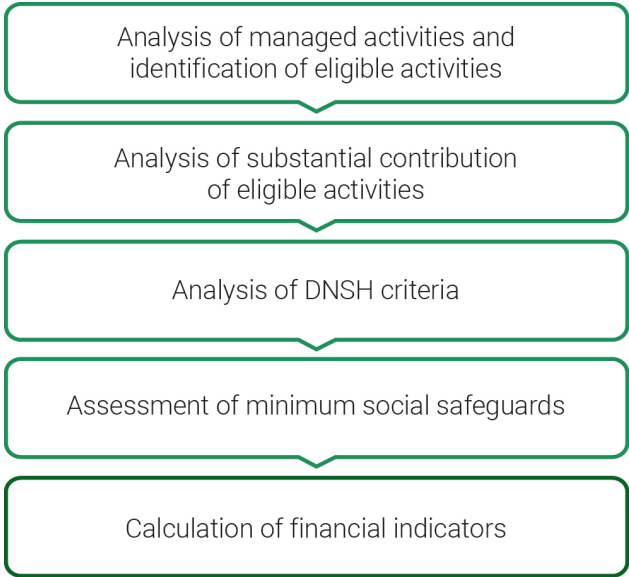 Analysis of managed activities and
identification of eligible activities
Analysis of substantial contribution
of eligible activities
Analysis of DNSH criteria
Assessment of minimum social safeguards
Calculation of financial indicators